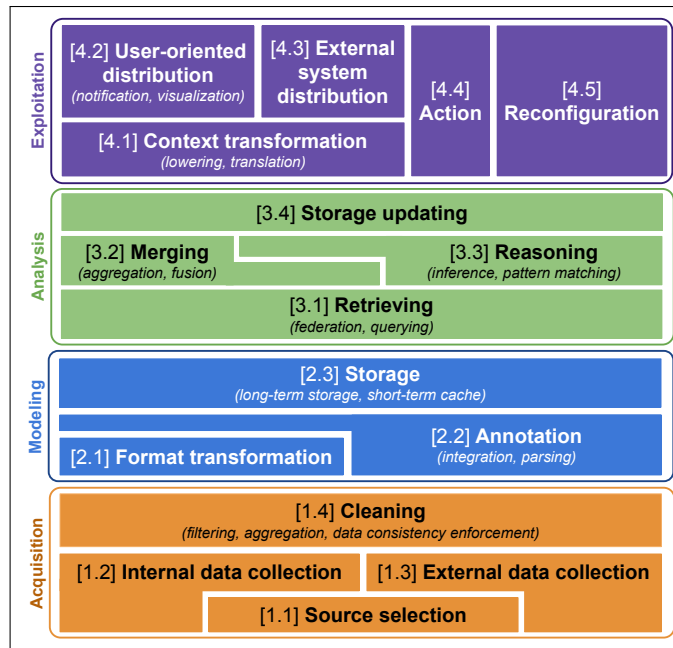 Exploitation
[4.2] User-oriented
distribution
(notification, visualization)
[4.3] External
system
distribution
[4.4]
Action
[4.5]
Reconfiguration
[4.1] Context transformation
(lowering, translation)
Analysis
[3.4] Storage updating
[3.2] Merging
(aggregation, fusion)
[3.3] Reasoning
(inference, pattern matching)
[3.1] Retrieving
(federation, querying)
Modeling
[2.3] Storage
(long-term storage, short-term cache)
[2.2] Annotation
(integration, parsing)
[2.1] Format transformation
Acquisition
[1.4] Cleaning
(filtering, aggregation, data consistency enforcement)
[1.2] Internal data collection
[1.3] External data collection
[1.1] Source selection